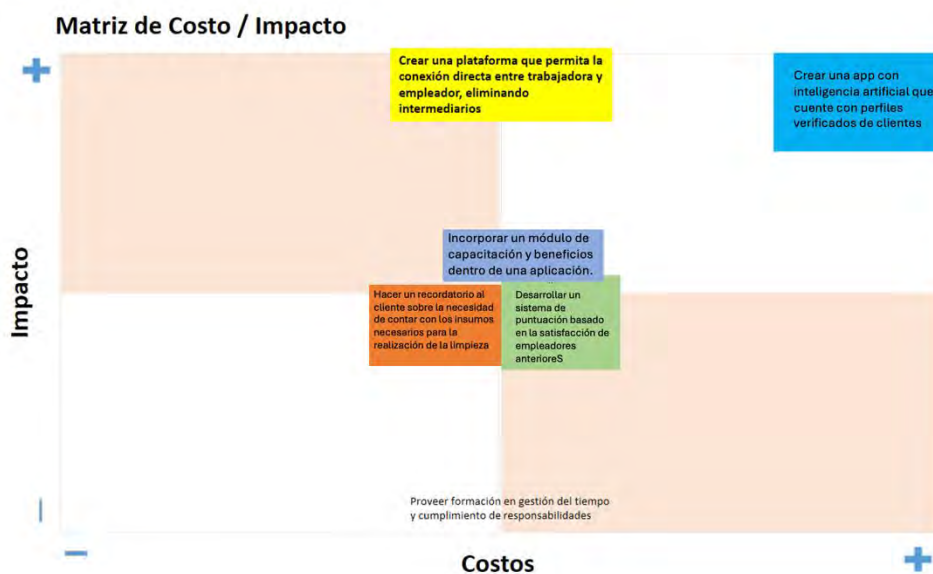 Matriz de Costo / Impacto
Crear una plataforma que permita la
conexión directa entre trabajadora y
empleador, eliminando
intermediarios
Crear una app con
inteligencia artificial que
cuente con perfiles
verificados de clientes
Incorporar un módulo de
capacitación y beneficios
dentro de una aplicación.
Hacer un recordatorio al
cliente sobre la necesidad
de contar con los insumos
necesarios para la
realización de la limpieza
Desarrollar un
sistema de
puntuación basado
en la satisfacción de
empleadores
anterioreS
Impacto
Proveer formación en gestión del tiempo
y cumplimiento de responsabilidades
Costos